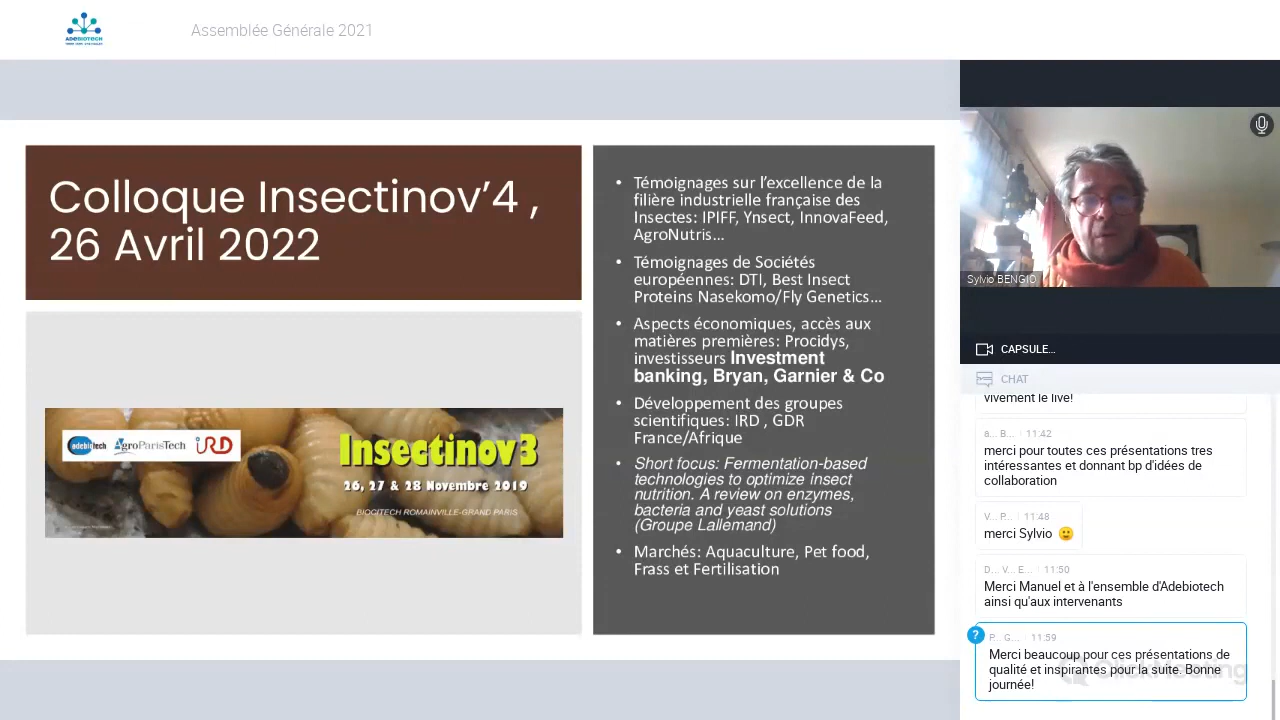 ADEBIOTECH
Assemblée Générale 2021
Colloque Insectinov’4 ,
26 Avril 2022
adebiotech
AgroParisTech
iRD
Insectinov3
26, 27 & 28 Novembre 2019
BIOCITECH ROMAINVILLE-GRAND PARIS
• Témoignages sur l’excellence de la
filière industrielle française des
Insectes: IPIFF, Ynsect, InnovaFeed,
AgroNutris…
• Témoignages de Sociétés
européennes: DTI, Best Insect
Proteins Nasekomo/Fly Genetics…
• Aspects économiques, accès aux
matières premières: Procidys,
investisseurs Investment
banking, Bryan, Garnier & Co
• Développement des groupes
scientifiques: IRD , GDR
France/Afrique
• Short focus: Fermentation-based
technologies to optimize insect
nutrition. A review on enzymes,
bacteria and yeast solutions
(Groupe Lallemand)
• Marchés: Aquaculture, Pet food,
Frass et Fertilisation
Sylvio BENGIO
CAPSULE...
CHAT
vivement le live!
a... B... 11:42
merci pour toutes ces présentations tres
intéressantes et donnant bp d'idées de
collaboration
V... P... 11:48
merci Sylvio 🙂
D... V... E... 11:50
Merci Manuel et à l'ensemble d'Adebiotech
ainsi qu'aux intervenants
?
P... G... 11:59
Merci beaucoup pour ces présentations de
qualité et inspirantes pour la suite. Bonne
journée!
ClickMeeting